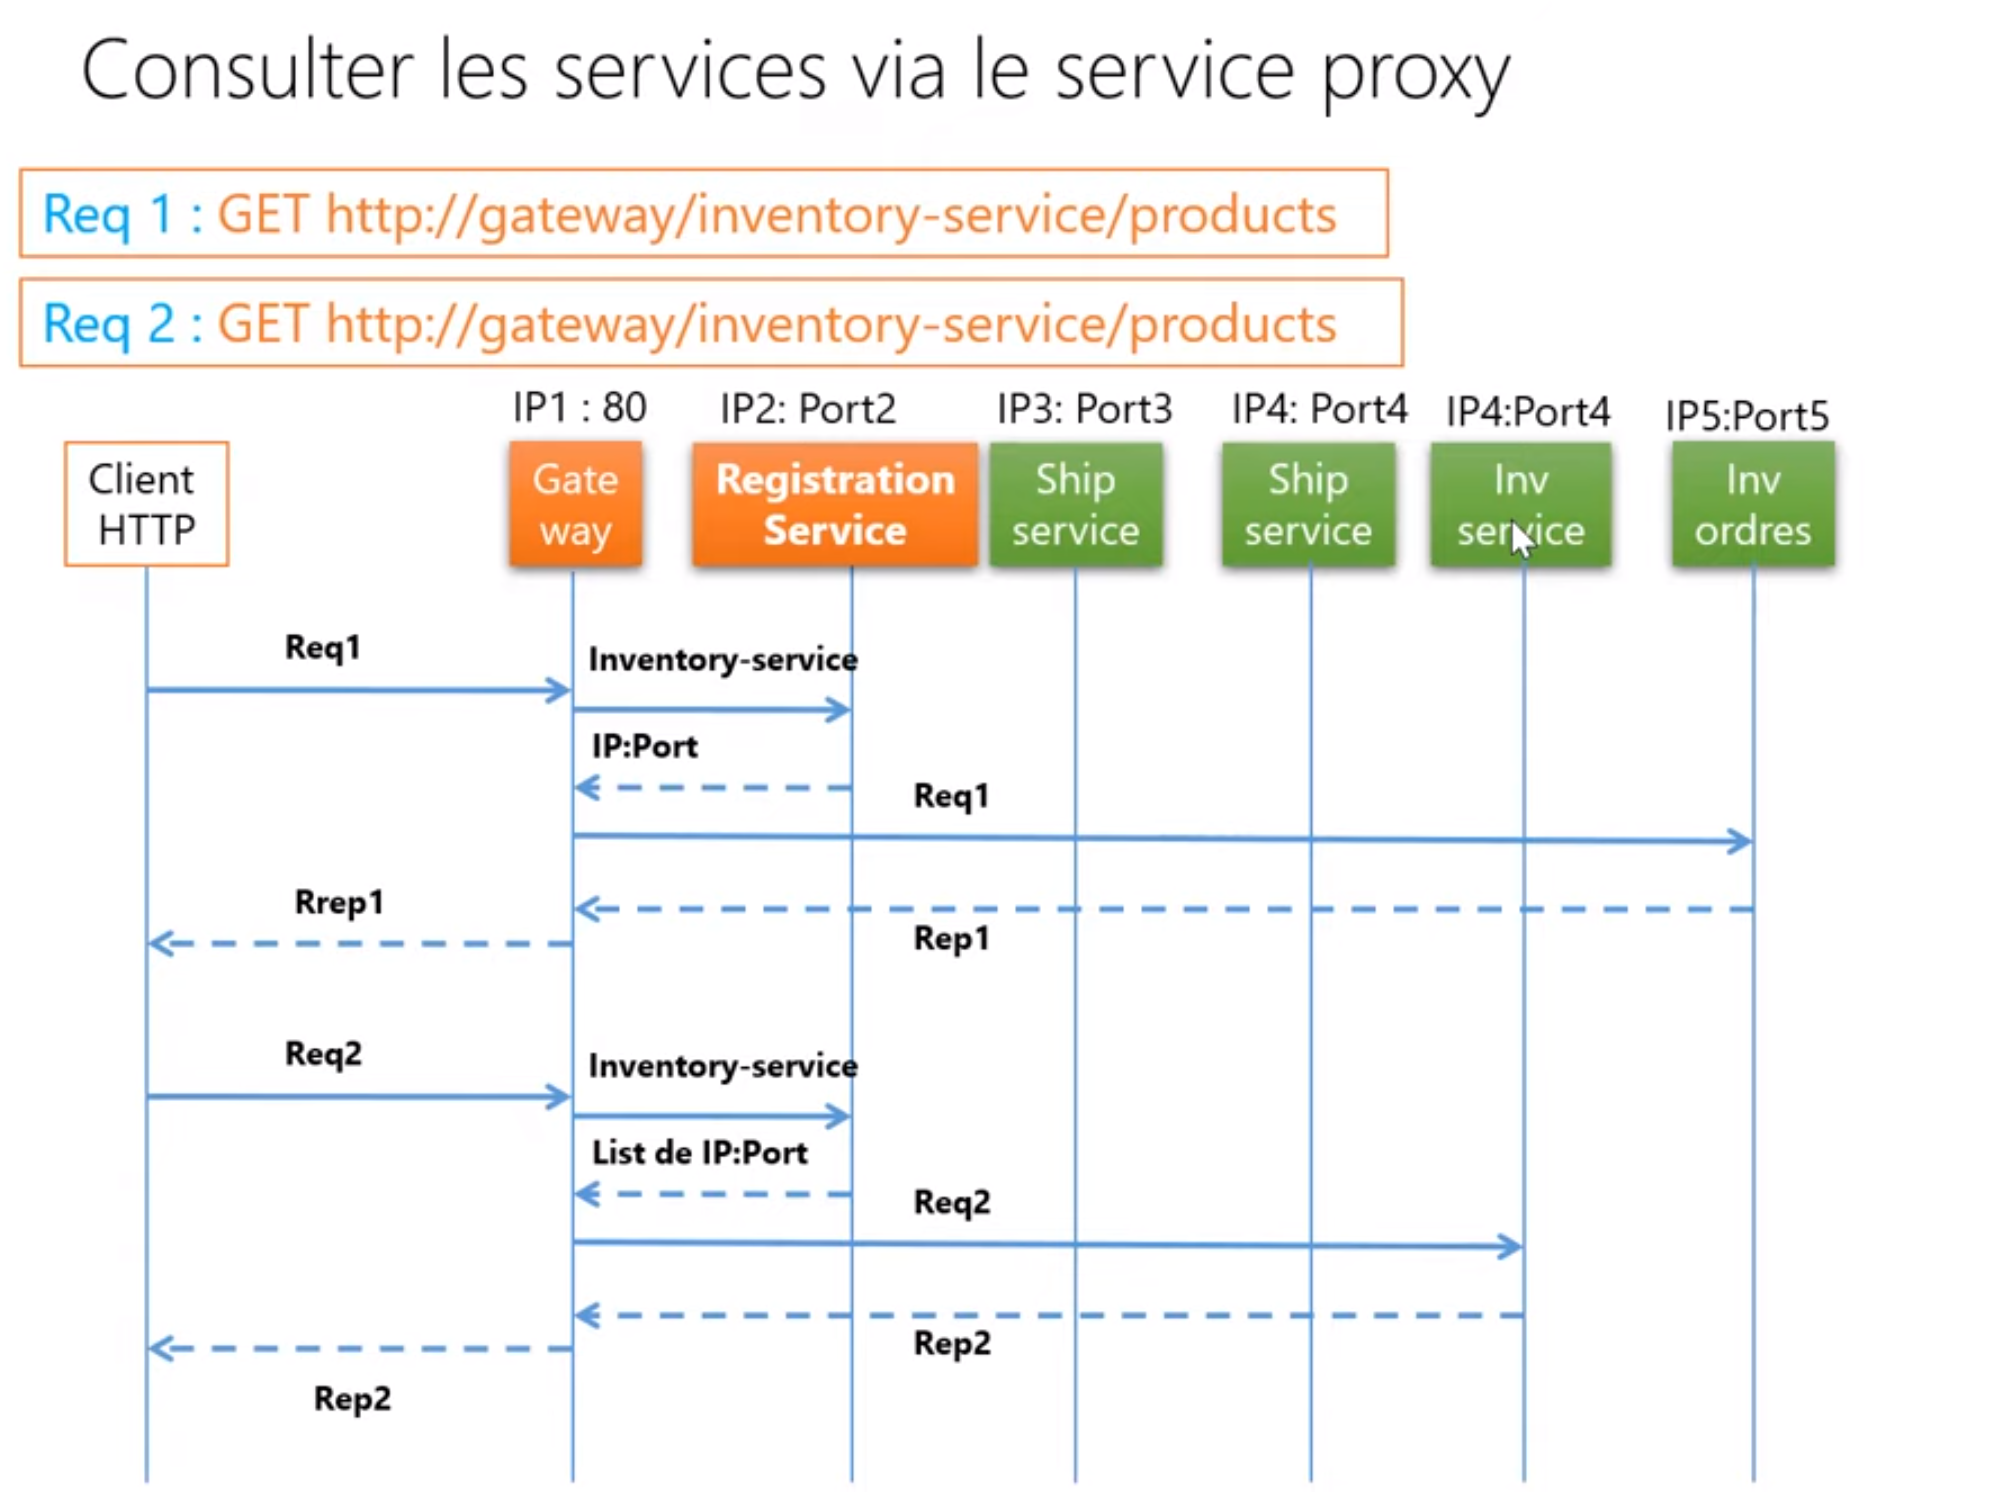 Consulter les services via le service proxy
Req 1 : GET http://gateway/inventory-service/products
Req 2 : GET http://gateway/inventory-service/products
IP1 : 80
IP2: Port2
IP3: Port3
IP4: Port4
IP4:Port4
IP5:Port5
Client
HTTP
Gate
way
Registration
Service
Ship
service
Ship
service
Inv
service
Inv
ordres
Req1
Inventory-service
IP:Port
Req1
Rrep1
Rep1
Req2
Inventory-service
List de IP:Port
Req2
Rep2
Rep2